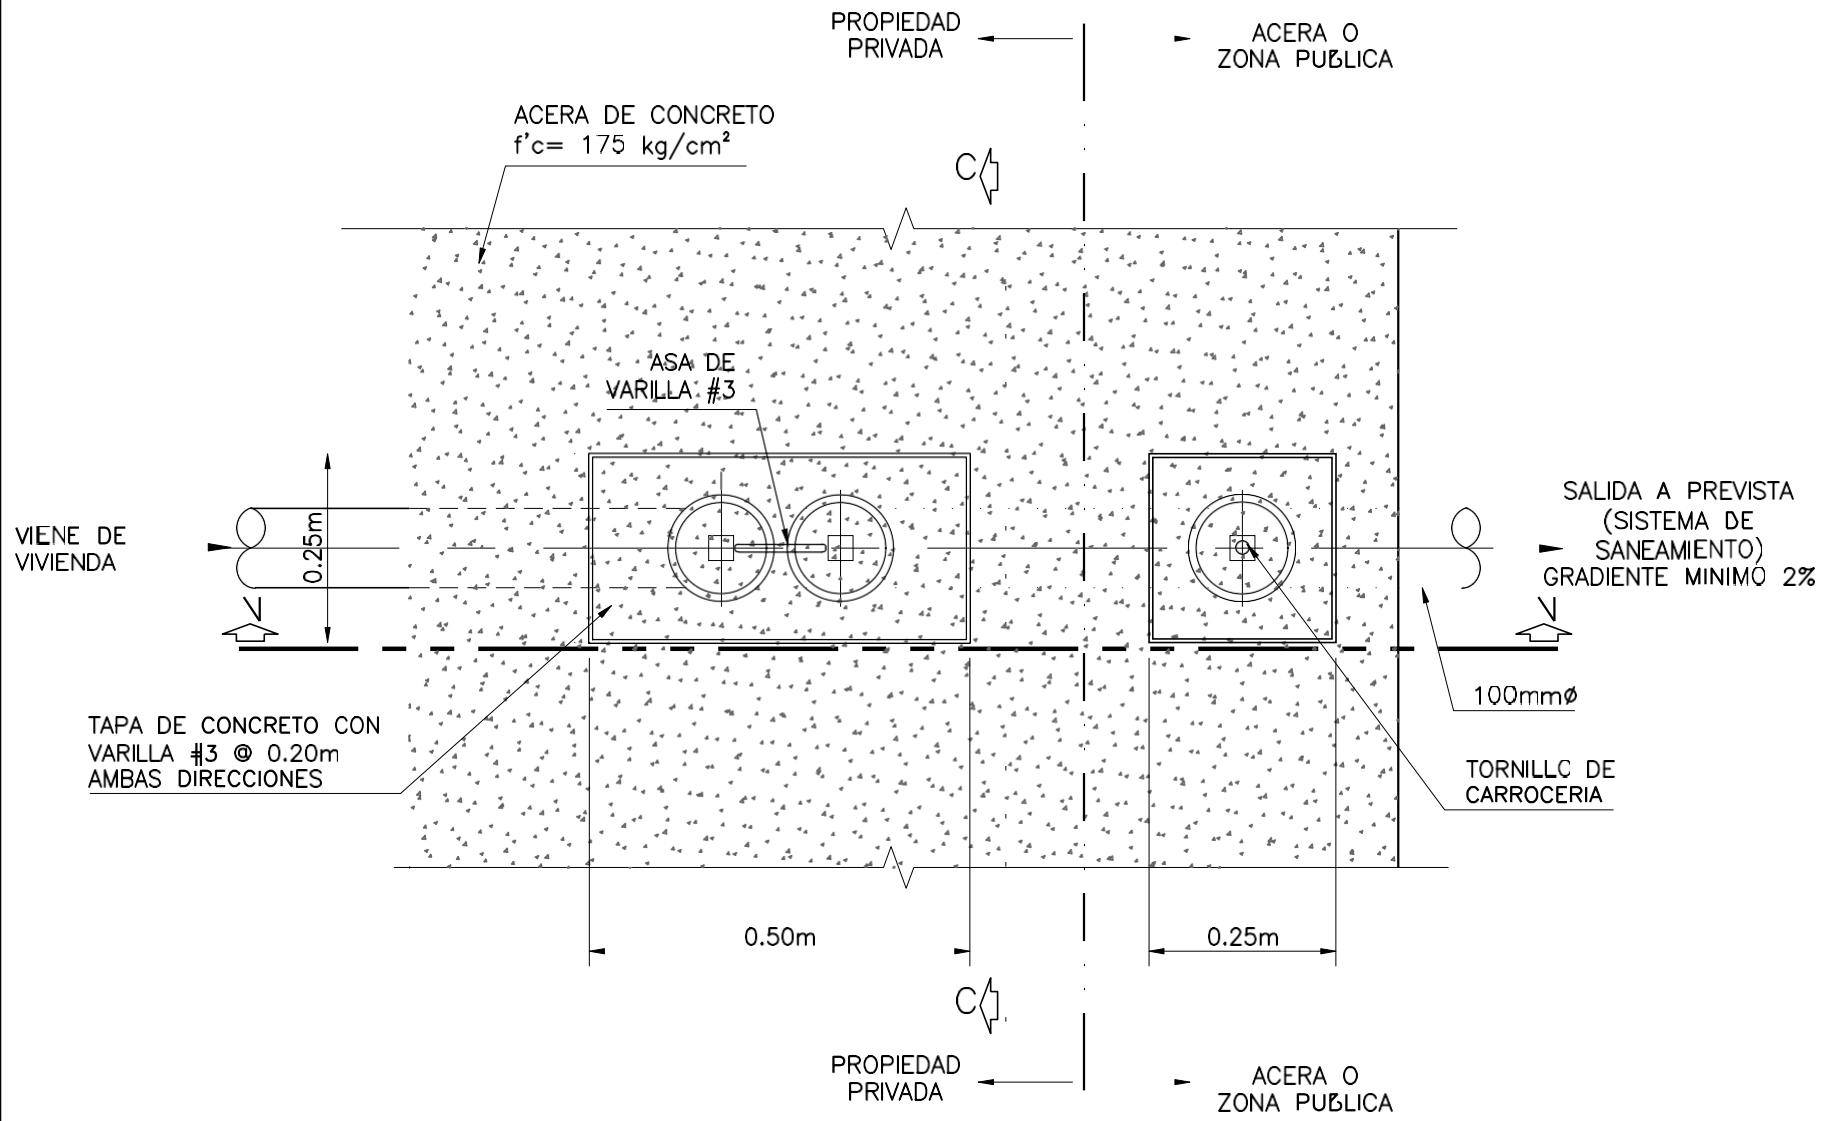 PROPIEDAD
PRIVADA
ACERA O
ZONA PUBLICA
ACERA DE CONCRETO
f'c= 175 kg/cm²
C
ASA DE
VARILLA #3
VIENE DE
VIVIENDA
0.25m
SALIDA A PREVISTA
(SISTEMA DE
SANEAMIENTO)
GRADIENTE MINIMO 2%
V
V
100mmø
TAPA DE CONCRETO CON
VARILLA #3 @ 0.20m
AMBAS DIRECCIONES
TORNILLO DE
CARROCERIA
0.50m
0.25m
C
PROPIEDAD
PRIVADA
ACERA O
ZONA PUBLICA